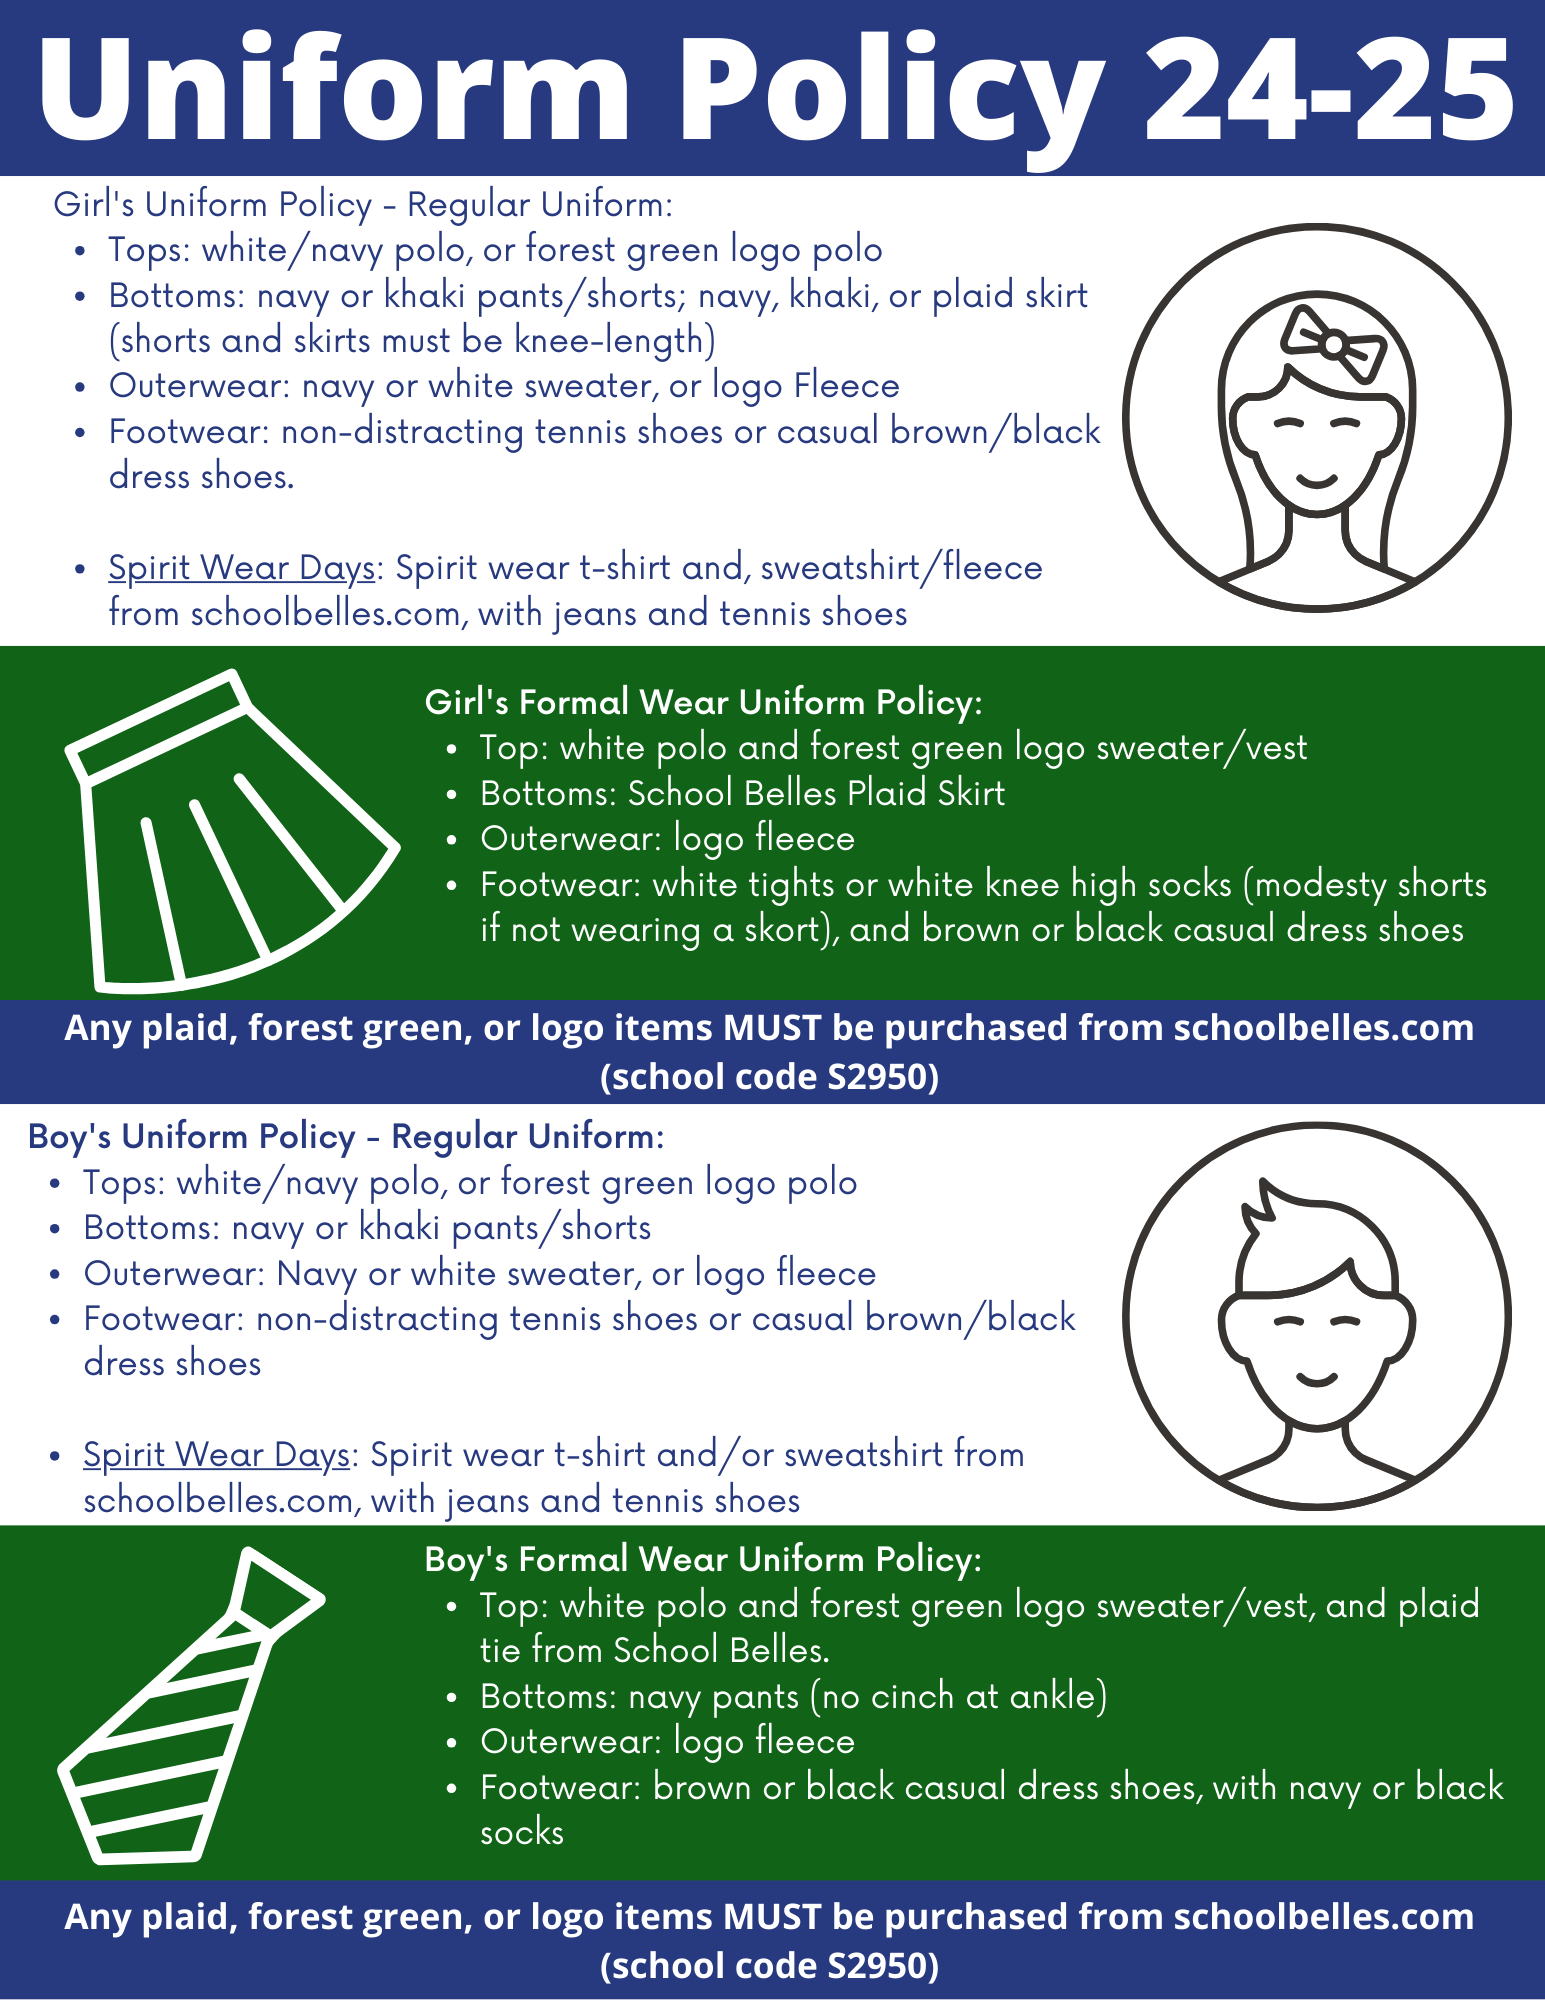 Uniform Policy 24-25
Girl's Uniform Policy - Regular Uniform:
• Tops: white/navy polo, or forest green logo polo
• Bottoms: navy or khaki pants/shorts; navy, khaki, or plaid skirt
(shorts and skirts must be knee-length)
• Outerwear: navy or white sweater, or logo Fleece
• Footwear: non-distracting tennis shoes or casual brown/black
dress shoes.
• Spirit Wear Days: Spirit wear t-shirt and, sweatshirt/fleece
from schoolbelles.com, with jeans and tennis shoes
Girl's Formal Wear Uniform Policy:
• Top: white polo and forest green logo sweater/vest
• Bottoms: School Belles Plaid Skirt
• Outerwear: logo fleece
• Footwear: white tights or white knee high socks (modesty shorts
if not wearing a skort), and brown or black casual dress shoes
Any plaid, forest green, or logo items MUST be purchased from schoolbelles.com
(school code S2950)
Boy's Uniform Policy - Regular Uniform:
• Tops: white/navy polo, or forest green logo polo
• Bottoms: navy or khaki pants/shorts
• Outerwear: Navy or white sweater, or logo fleece
• Footwear: non-distracting tennis shoes or casual brown/black
dress shoes
• Spirit Wear Days: Spirit wear t-shirt and/or sweatshirt from
schoolbelles.com, with jeans and tennis shoes
Boy's Formal Wear Uniform Policy:
• Top: white polo and forest green logo sweater/vest, and plaid
tie from School Belles.
• Bottoms: navy pants (no cinch at ankle)
• Outerwear: logo fleece
• Footwear: brown or black casual dress shoes, with navy or black
socks
Any plaid, forest green, or logo items MUST be purchased from schoolbelles.com
(school code S2950)